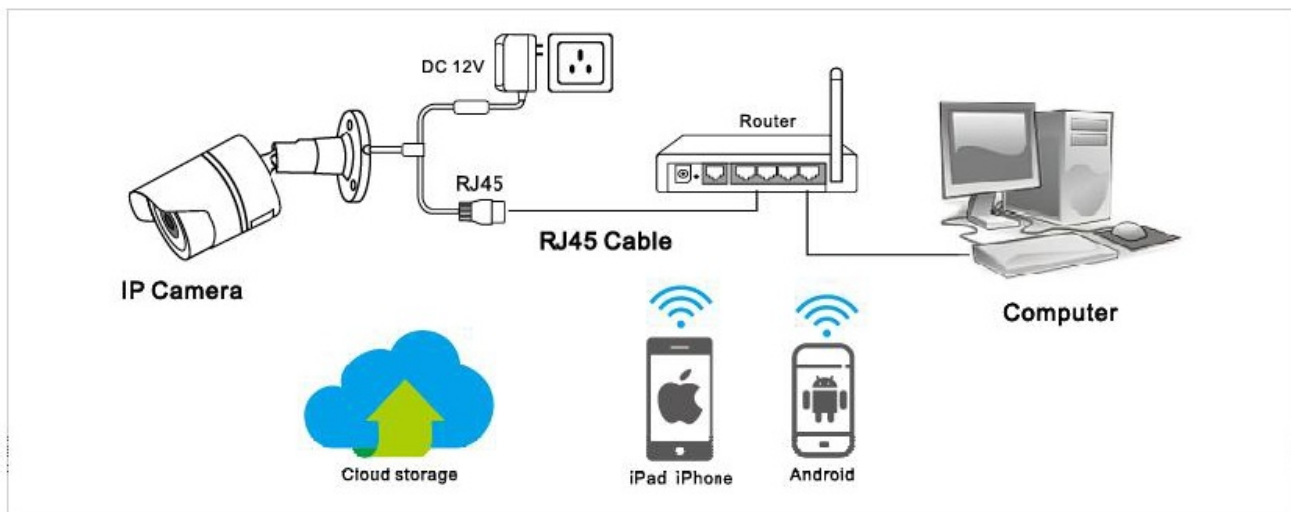 DC 12V
Router
RJ45
RJ45 Cable
IP Camera
Computer
Cloud storage
iPad iPhone
Android